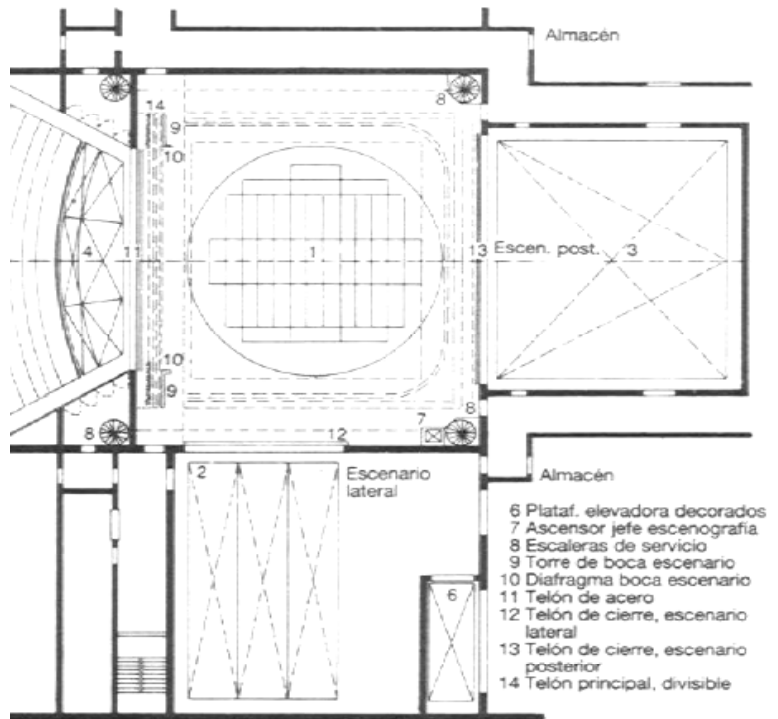 Almacén
14
8
9
10
4
11
1
13
Escen. post.
3
10
9
7
8
8
12
2
Escenario
lateral
Almacén
6
6 Plataf. elevadora decorados
7 Ascensor jefe escenografía
8 Escaleras de servicio
9 Torre de boca escenario
10 Diafragma boca escenario
11 Telón de acero
12 Telón de cierre, escenario
lateral
13 Telón de cierre, escenario
posterior
14 Telón principal, divisible